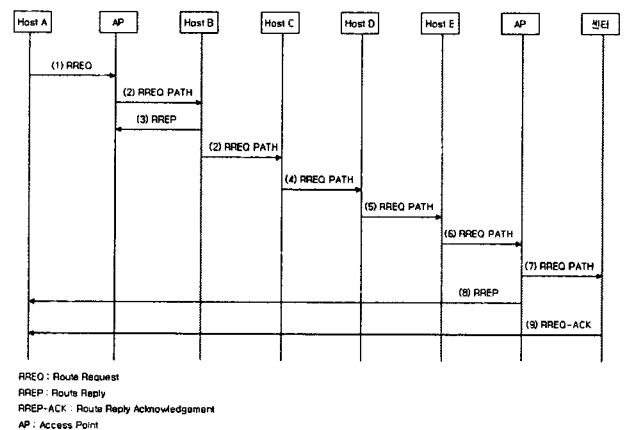 Host A AP Host B Host C Host D Host E AP 센터
(1) RREQ
(2) RREQ PATH
(3) RREP
(2) RREQ PATH
(4) RREQ PATH
(5) RREQ PATH
(6) RREQ PATH
(7) RREQ PATH
(8) RREP
(9) RREQ-ACK
RREQ : Route Request
RREP : Route Reply
RREP-ACK : Route Reply Acknowledgement
AP : Access Point